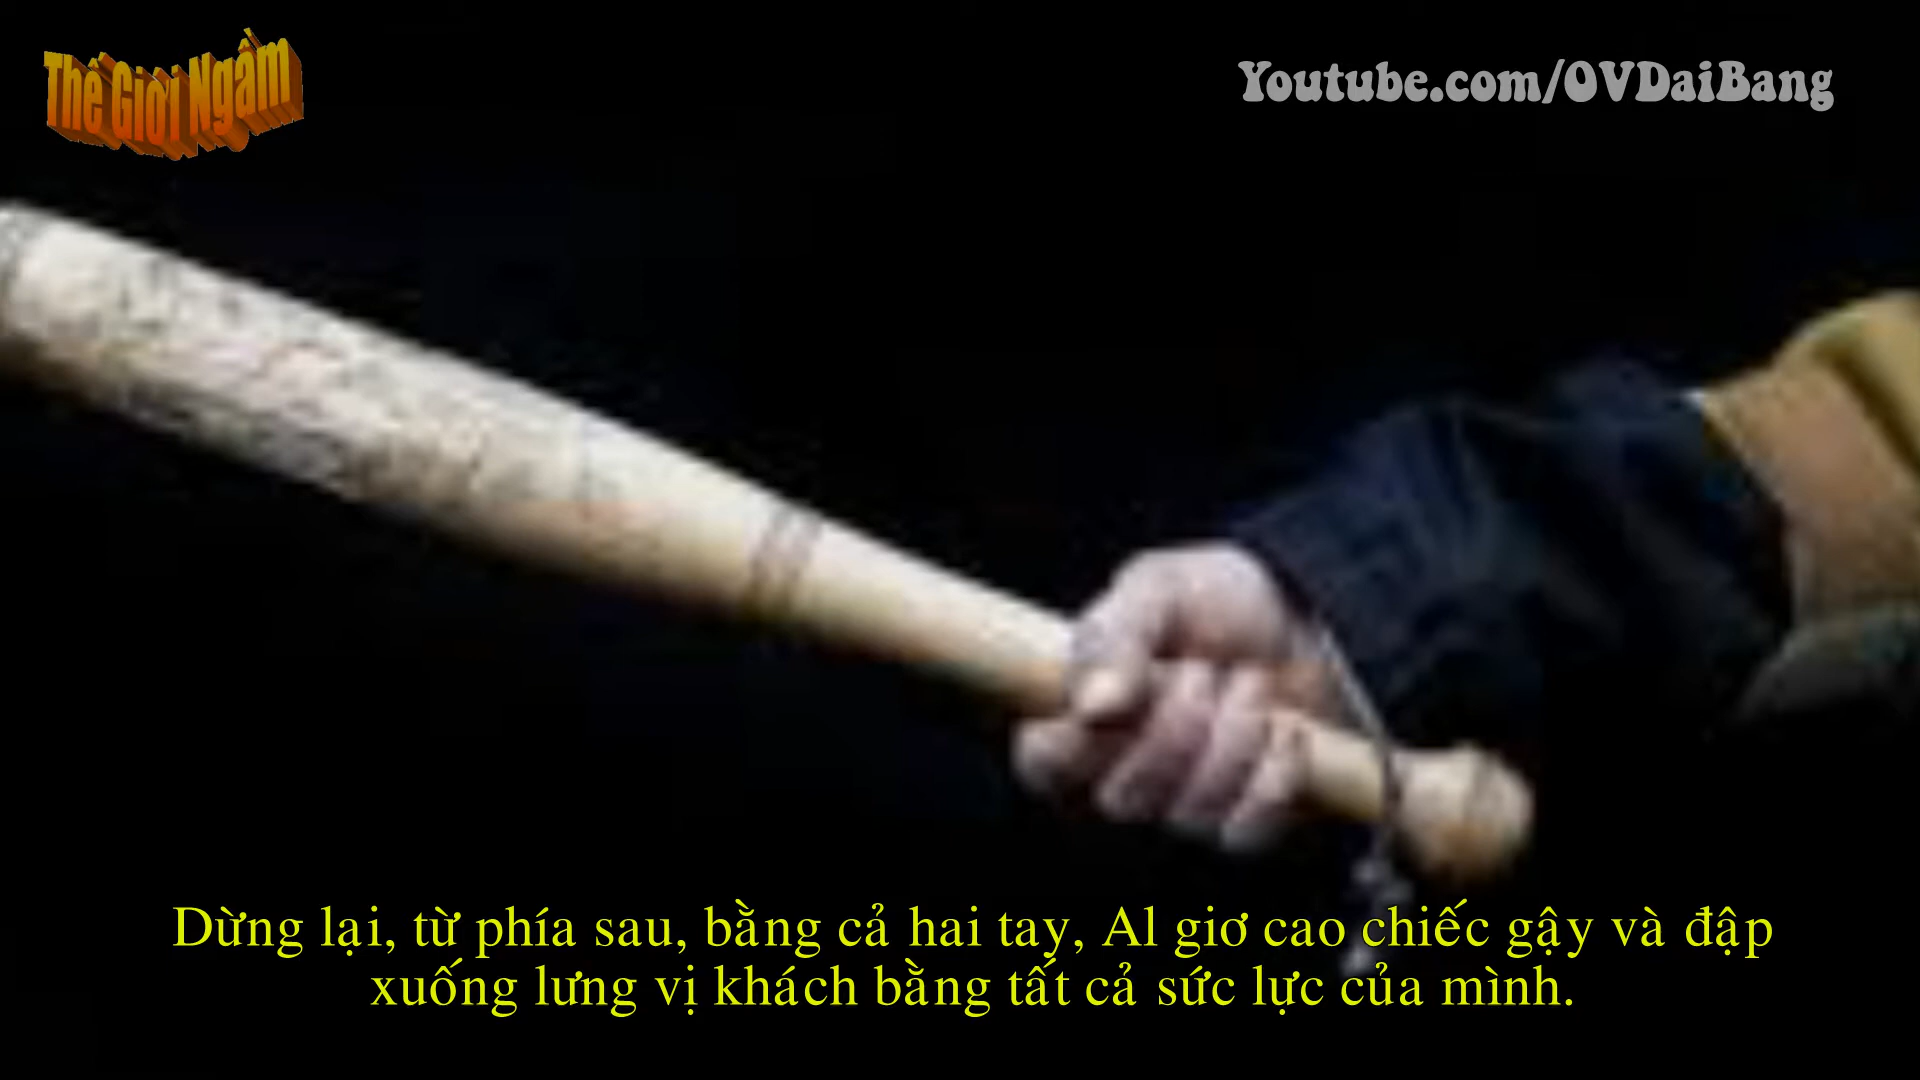 Thế Giới Ngầm
Youtube.com/OVDaiBang
Dừng lại, từ phía sau, bằng cả hai tay, Al giơ cao chiếc gậy và đập
xuống lưng vị khách bằng tất cả sức lực của mình.